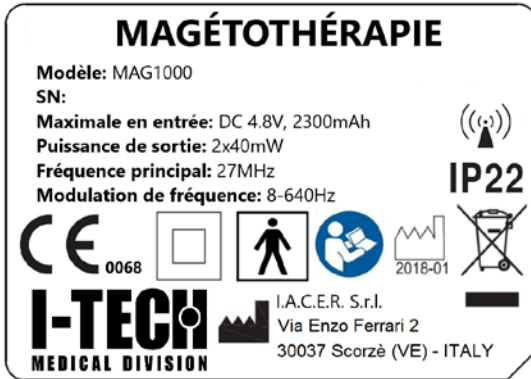 MAGÉTOTHÉRAPIE
Modèle: MAG1000
SN:
Maximale en entrée: DC 4.8V, 2300mAh
Puissance de sortie: 2x40mW
Fréquence principal: 27MHz
Modulation de fréquence: 8-640Hz
IP22
CE 0068
2018-01
I-TECH
MEDICAL DIVISION
I.A.C.E.R. S.r.l.
Via Enzo Ferrari 2
30037 Scorzè (VE) - ITALY